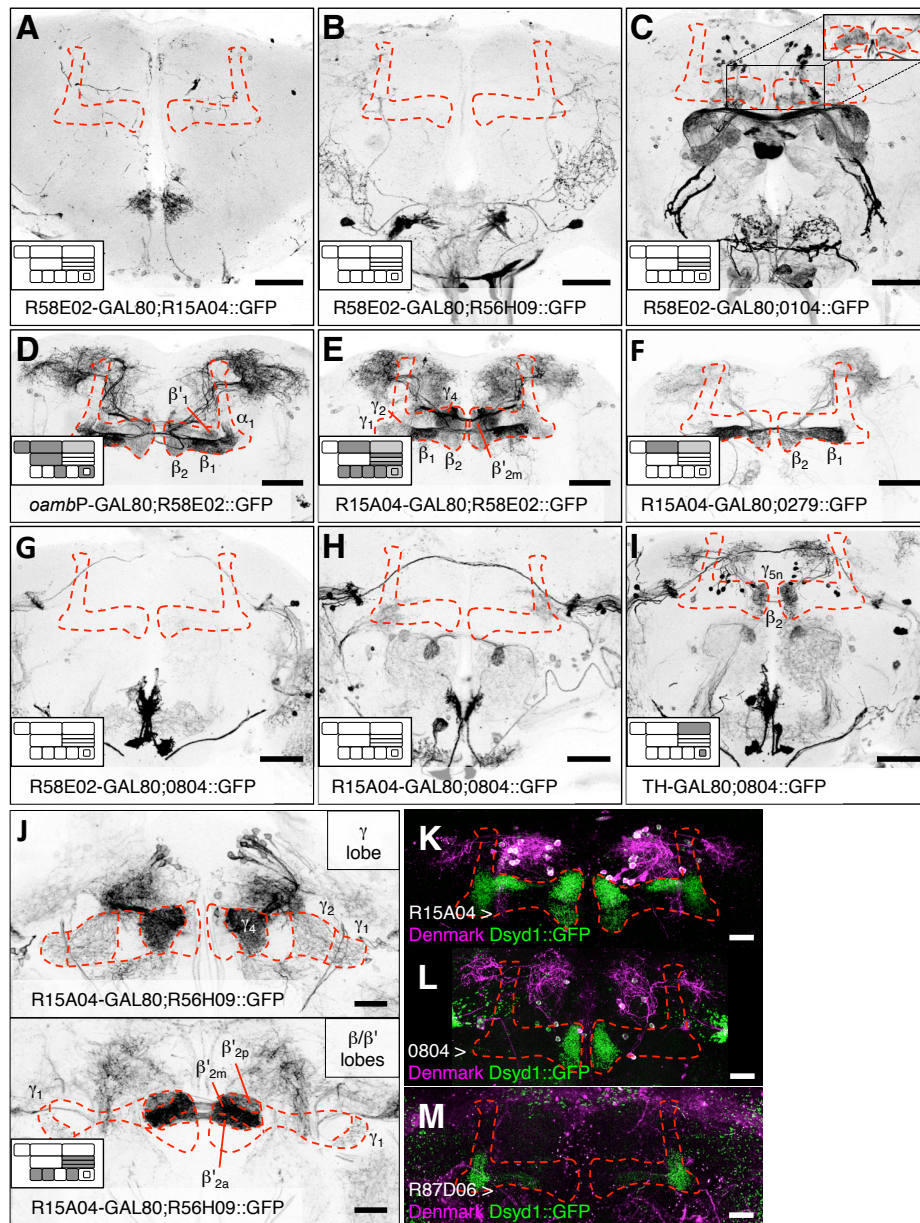 A
R58E02-GAL80;R15A04::GFP
B
R58E02-GAL80;R56H09::GFP
C
R58E02-GAL80;0104::GFP
D
β'1
α1
β2
β1
oambP-GAL80;R58E02::GFP
E
γ4
γ2
γ1
β1
β2
β'2m
R15A04-GAL80;R58E02::GFP
F
β2
β1
R15A04-GAL80;0279::GFP
G
R58E02-GAL80;0804::GFP
H
R15A04-GAL80;0804::GFP
I
γ5n
β2
TH-GAL80;0804::GFP
J
γ
lobe
γ2
γ4
γ1
R15A04-GAL80;R56H09::GFP
β/β'
lobes
β'2p
β'2m
γ1
γ1
β'2a
R15A04-GAL80;R56H09::GFP
K
R15A04 >
Denmark Dsyd1::GFP
L
0804 >
Denmark Dsyd1::GFP
M
R87D06 >
Denmark Dsyd1::GFP